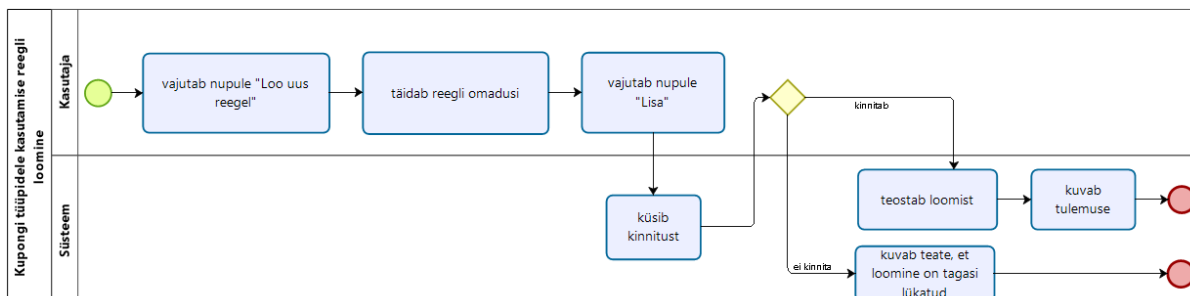 Kupongi tüüpidele kasutamise reegli
loomine
Kasutaja
vajutab nupule "Loo uus
reegel"
täidab reegli omadusi
vajutab nupule
"Lisa"
kinnitab
Süsteem
küsib
kinnitust
teostab loomist
kuvab
tulemuse
ei kinnita
kuvab teate, et
loomine on tagasi
lükatud